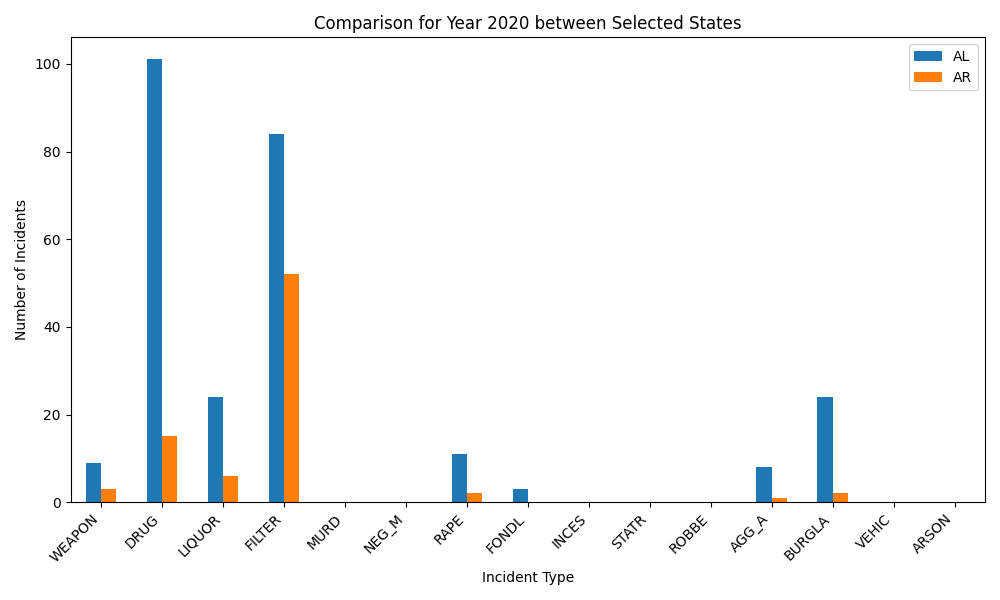 Comparison for Year 2020 between Selected States
AL
AR
Number of Incidents
100
80
60
40
20
0
WEAPON
DRUG
LIQUOR
FILTER
MURD
NEG_M
RAPE
FONDL
INCES
STATR
ROBBE
AGG_A
BURGLA
VEHIC
ARSON
Incident Type